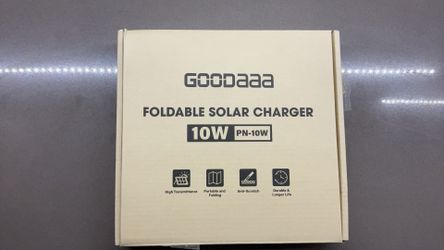 GOODaaa
FOLDABLE SOLAR CHARGER
10W PN-10W
High Transmittance
Portable and
Folding
Anti-Scratch
Durable &
Longer Life